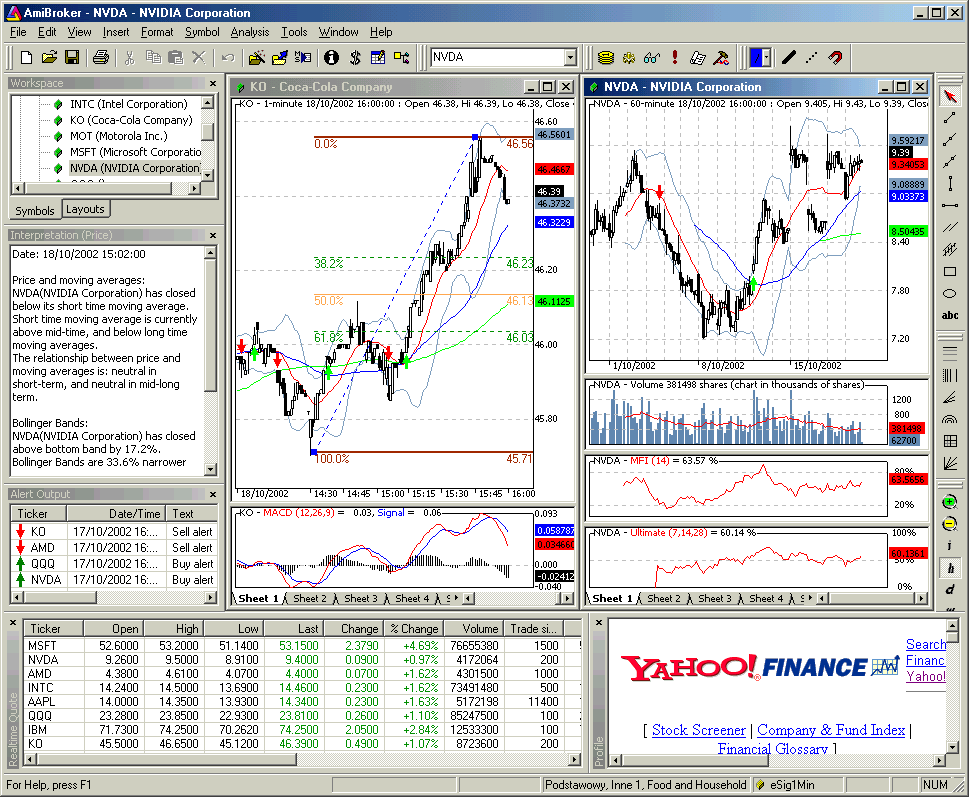 AmiBroker - NVDA - NVIDIA Corporation
File Edit View Insert Format Symbol Analysis Tools Window Help
NVDA
Workspace
INTC (Intel Corporation)
KO (Coca-Cola Company)
MOT (Motorola Inc.)
MSFT (Microsoft Corporatio
NVDA (NVIDIA Corporation
Symbols Layouts
Interpretation (Price)
Date: 18/10/2002 15:02:00
Price and moving averages:
NVDA(NVIDIA Corporation) has closed
below its short time moving average.
Short time moving average is currently
above mid-time, and below long time
moving averages.
The relationship between price and
moving averages is: neutral in
short-term, and neutral in mid-long
term.
Bollinger Bands:
NVDA(NVIDIA Corporation) has closed
above bottom band by 17.2%.
Bollinger Bands are 33.6% narrower
Alert Output
Ticker Date/Time Text
KO 17/10/2002 16:... Sell alert
AMD 17/10/2002 16:... Sell alert
QQQ 17/10/2002 16:... Buy alert
NVDA 17/10/2002 16:... Buy alert
KO - Coca-Cola Company
KO - 1-minute 18/10/2002 16:00:00 : Open 46.38, Hi 46.39, Lo 46.38, Close
46.60
46.5601
0.0% 46.56
46.4667
46.39
46.3732
46.3229
38.2% 46.23
46.20
50.0% 46.13
46.1125
61.8% 46.03
46.00
45.80
100.0% 45.71
18/10/2002 14:30 14:45 15:00 15:15 15:30 15:45 16:00
KO - MACD (12,26,9) = 0.03, Signal = 0.06
0.093
0.058787
0.034666
0.000
-0.02412
-0.040
Sheet 1 Sheet 2 Sheet 3 Sheet 4 S
NVDA - NVIDIA Corporation
NVDA - 60-minute 18/10/2002 16:00:00 : Open 9.405, Hi 9.43, Lo 9.39, Close
9.59217
9.39
9.34053
9.08889
9.03373
8.50435
8.40
7.80
7.20
1/10/2002 8/10/2002 15/10/2002
NVDA - Volume 381498 shares (chart in thousands of shares)
1200
800
381498
62700
NVDA - MFI (14) = 63.57 %
80%
63.5656
20%
NVDA - Ultimate (7,14,28) = 60.14 %
100%
60.1361
0%
Sheet 1 Sheet 2 Sheet 3 Sheet 4 S
abc
i
h
d
Realtime Quote
Ticker Open High Low Last Change % Change Volume Trade si...
MSFT 52.6000 53.2000 51.1400 53.1500 2.3790 +4.69% 76655380 1500
NVDA 9.2600 9.5000 8.9100 9.4000 0.0900 +0.97% 4172064 200
AMD 4.3800 4.6100 4.0700 4.4000 0.0700 +1.62% 4301500 1000
INTC 14.2400 14.5000 13.6900 14.4600 0.2300 +1.62% 73491480 500
AAPL 14.0000 14.3500 13.9300 14.3400 0.2300 +1.63% 5172198 11400
QQQ 23.2800 23.8500 22.9300 23.8100 0.2600 +1.10% 85247500 100
IBM 71.7300 74.2500 70.2620 74.2500 2.0500 +2.84% 12533300 100
KO 45.5000 46.6500 45.1200 46.3900 0.4900 +1.07% 8723600 200
Profile
YAHOO! FINANCE
Search
Financ
Yahoo!
[ Stock Screener | Company & Fund Index |
Financial Glossary ]
For Help, press F1
Podstawowy, Inne 1, Food and Household
eSig1Min
NUM